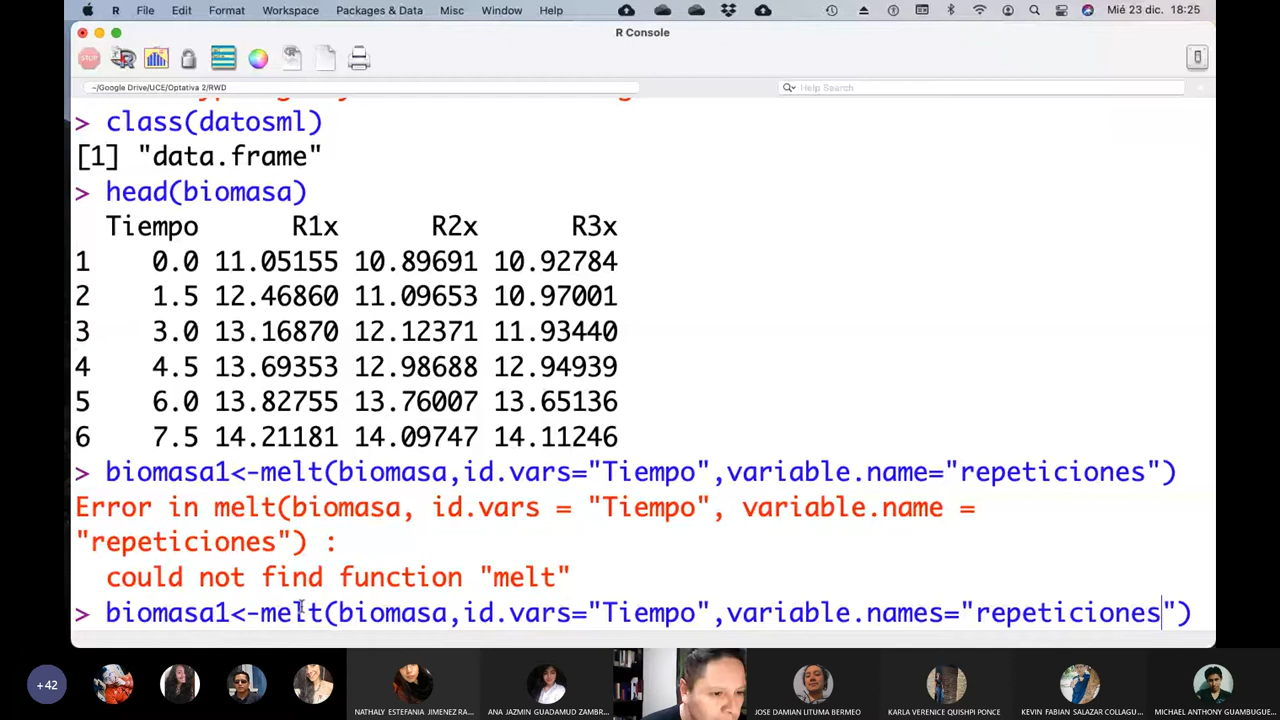 R File Edit Format Workspace Packages & Data Misc Window Help Mié 23 dic. 18:25
R Console
~/Google Drive/UCE/Optativa 2/RWD
Help Search
> class(datosml)
[1] "data.frame"
> head(biomasa)
Tiempo R1x R2x R3x
1 0.0 11.05155 10.89691 10.92784
2 1.5 12.46860 11.09653 10.97001
3 3.0 13.16870 12.12371 11.93440
4 4.5 13.69353 12.98688 12.94939
5 6.0 13.82755 13.76007 13.65136
6 7.5 14.21181 14.09747 14.11246
> biomasa1<-melt(biomasa,id.vars="Tiempo",variable.name="repeticiones")
Error in melt(biomasa, id.vars = "Tiempo", variable.name =
"repeticiones") :
could not find function "melt"
> biomasa1<-melt(biomasa,id.vars="Tiempo",variable.names="repeticiones")
+42
NATHALY ESTEFANIA JIMENEZ RA...
ANA JAZMIN GUADAMUD ZAMBR...
JOSE DAMIAN LITUMA BERMEO
KARLA VERENICE QUISHPI PONCE
KEVIN FABIAN SALAZAR COLLAGU...
MICHAEL ANTHONY GUAMBUGUE...